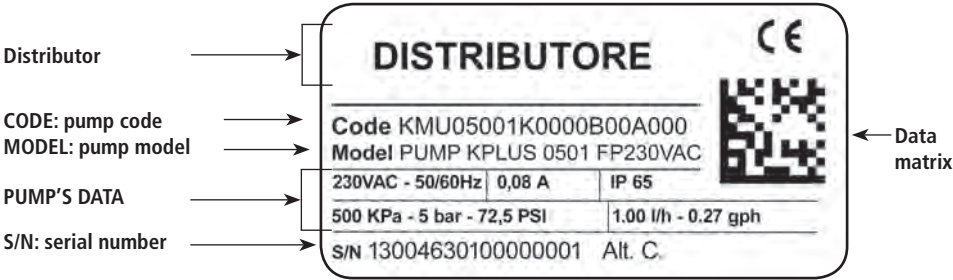 Distributor
DISTRIBUTORE
CE
CODE: pump code
MODEL: pump model
Code KMU05001K0000B00A000
Model PUMP KPLUS 0501 FP230VAC
Data
matrix
PUMP'S DATA
230VAC - 50/60Hz 0,08 A IP 65
500 KPa - 5 bar - 72,5 PSI 1.00 l/h - 0.27 gph
S/N: serial number
S/N 13004630100000001 Alt. C.